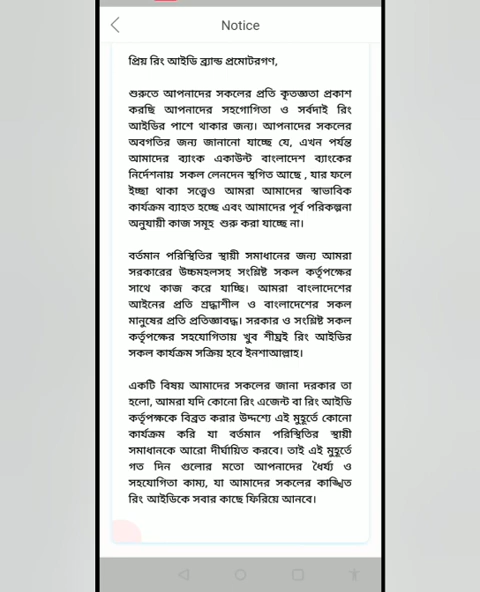 Notice
প্রিয় রিং আইডি ব্র্যান্ড প্রমোটরগণ,
শুরুতে আপনাদের সকলের প্রতি কৃতজ্ঞতা প্রকাশ
করছি আপনাদের সহগোগিতা ও সর্বদাই রিং
আইডির পাশে থাকার জন্য। আপনাদের সকলের
অবগতির জন্য জানানো যাচ্ছে যে, এখন পর্যন্ত
আমাদের ব্যাংক একাউন্ট বাংলাদেশ ব্যাংকের
নির্দেশনায় সকল লেনদেন স্থগিত আছে , যার ফলে
ইচ্ছা থাকা সত্ত্বেও আমরা আমাদের স্বাভাবিক
কার্যক্রম ব্যাহত হচ্ছে এবং আমাদের পূর্ব পরিকল্পনা
অনুযায়ী কাজ সমূহ শুরু করা যাচ্ছে না।
বর্তমান পরিস্থিতির স্থায়ী সমাধানের জন্য আমরা
সরকারের উচ্চমহলসহ সংশ্লিষ্ট সকল কর্তৃপক্ষের
সাথে কাজ করে যাচ্ছি। আমরা বাংলাদেশের
আইনের প্রতি শ্রদ্ধাশীল ও বাংলাদেশের সকল
মানুষের প্রতি প্রতিজ্ঞাবদ্ধ। সরকার ও সংশ্লিষ্ট সকল
কর্তৃপক্ষের সহযোগিতায় খুব শীঘ্রই রিং আইডির
সকল কার্যক্রম সক্রিয় হবে ইনশাআল্লাহ।
একটি বিষয় আমাদের সকলের জানা দরকার তা
হলো, আমরা যদি কোনো রিং এজেন্ট বা রিং আইডি
কর্তৃপক্ষকে বিব্রত করার উদ্দশ্যে এই মুহূর্তে কোনো
কার্যক্রম করি যা বর্তমান পরিস্থিতির স্থায়ী
সমাধানকে আরো দীর্ঘায়িত করবে। তাই এই মুহূর্তে
গত দিন গুলোর মতো আপনাদের ধৈর্য্য ও
সহযোগিতা কাম্য, যা আমাদের সকলের কাঙ্খিত
রিং আইডিকে সবার কাছে ফিরিয়ে আনবে।